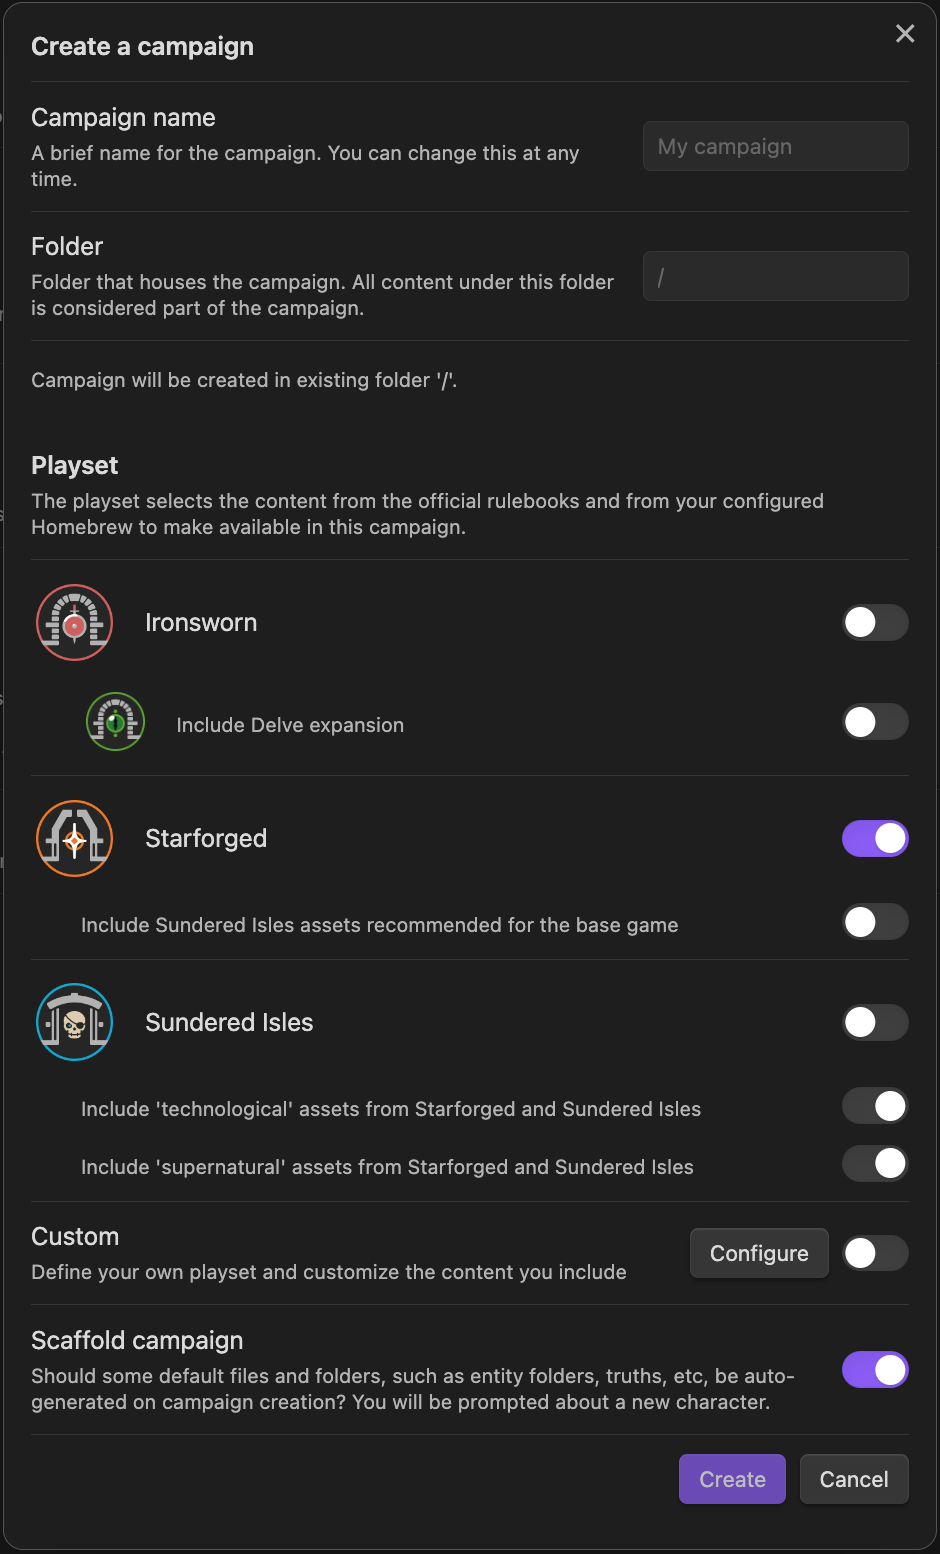 Create a campaign
Campaign name
A brief name for the campaign. You can change this at any
time.
My campaign
Folder
Folder that houses the campaign. All content under this folder
is considered part of the campaign.
/
Campaign will be created in existing folder '/'.
Playset
The playset selects the content from the official rulebooks and from your configured
Homebrew to make available in this campaign.
Ironsworn
Include Delve expansion
Starforged
Include Sundered Isles assets recommended for the base game
Sundered Isles
Include 'technological' assets from Starforged and Sundered Isles
Include 'supernatural' assets from Starforged and Sundered Isles
Custom
Define your own playset and customize the content you include
Configure
Scaffold campaign
Should some default files and folders, such as entity folders, truths, etc, be auto-
generated on campaign creation? You will be prompted about a new character.
Create
Cancel